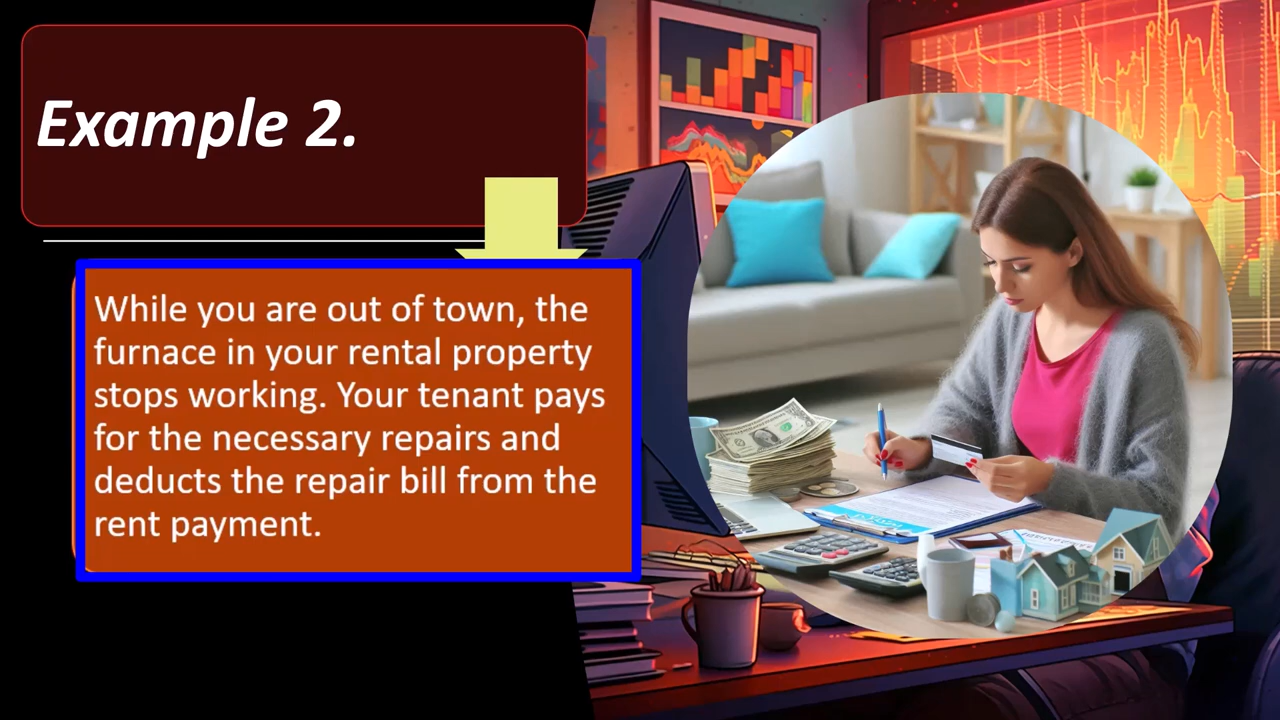 Example 2.
While you are out of town, the
furnace in your rental property
stops working. Your tenant pays
for the necessary repairs and
deducts the repair bill from the
rent payment.